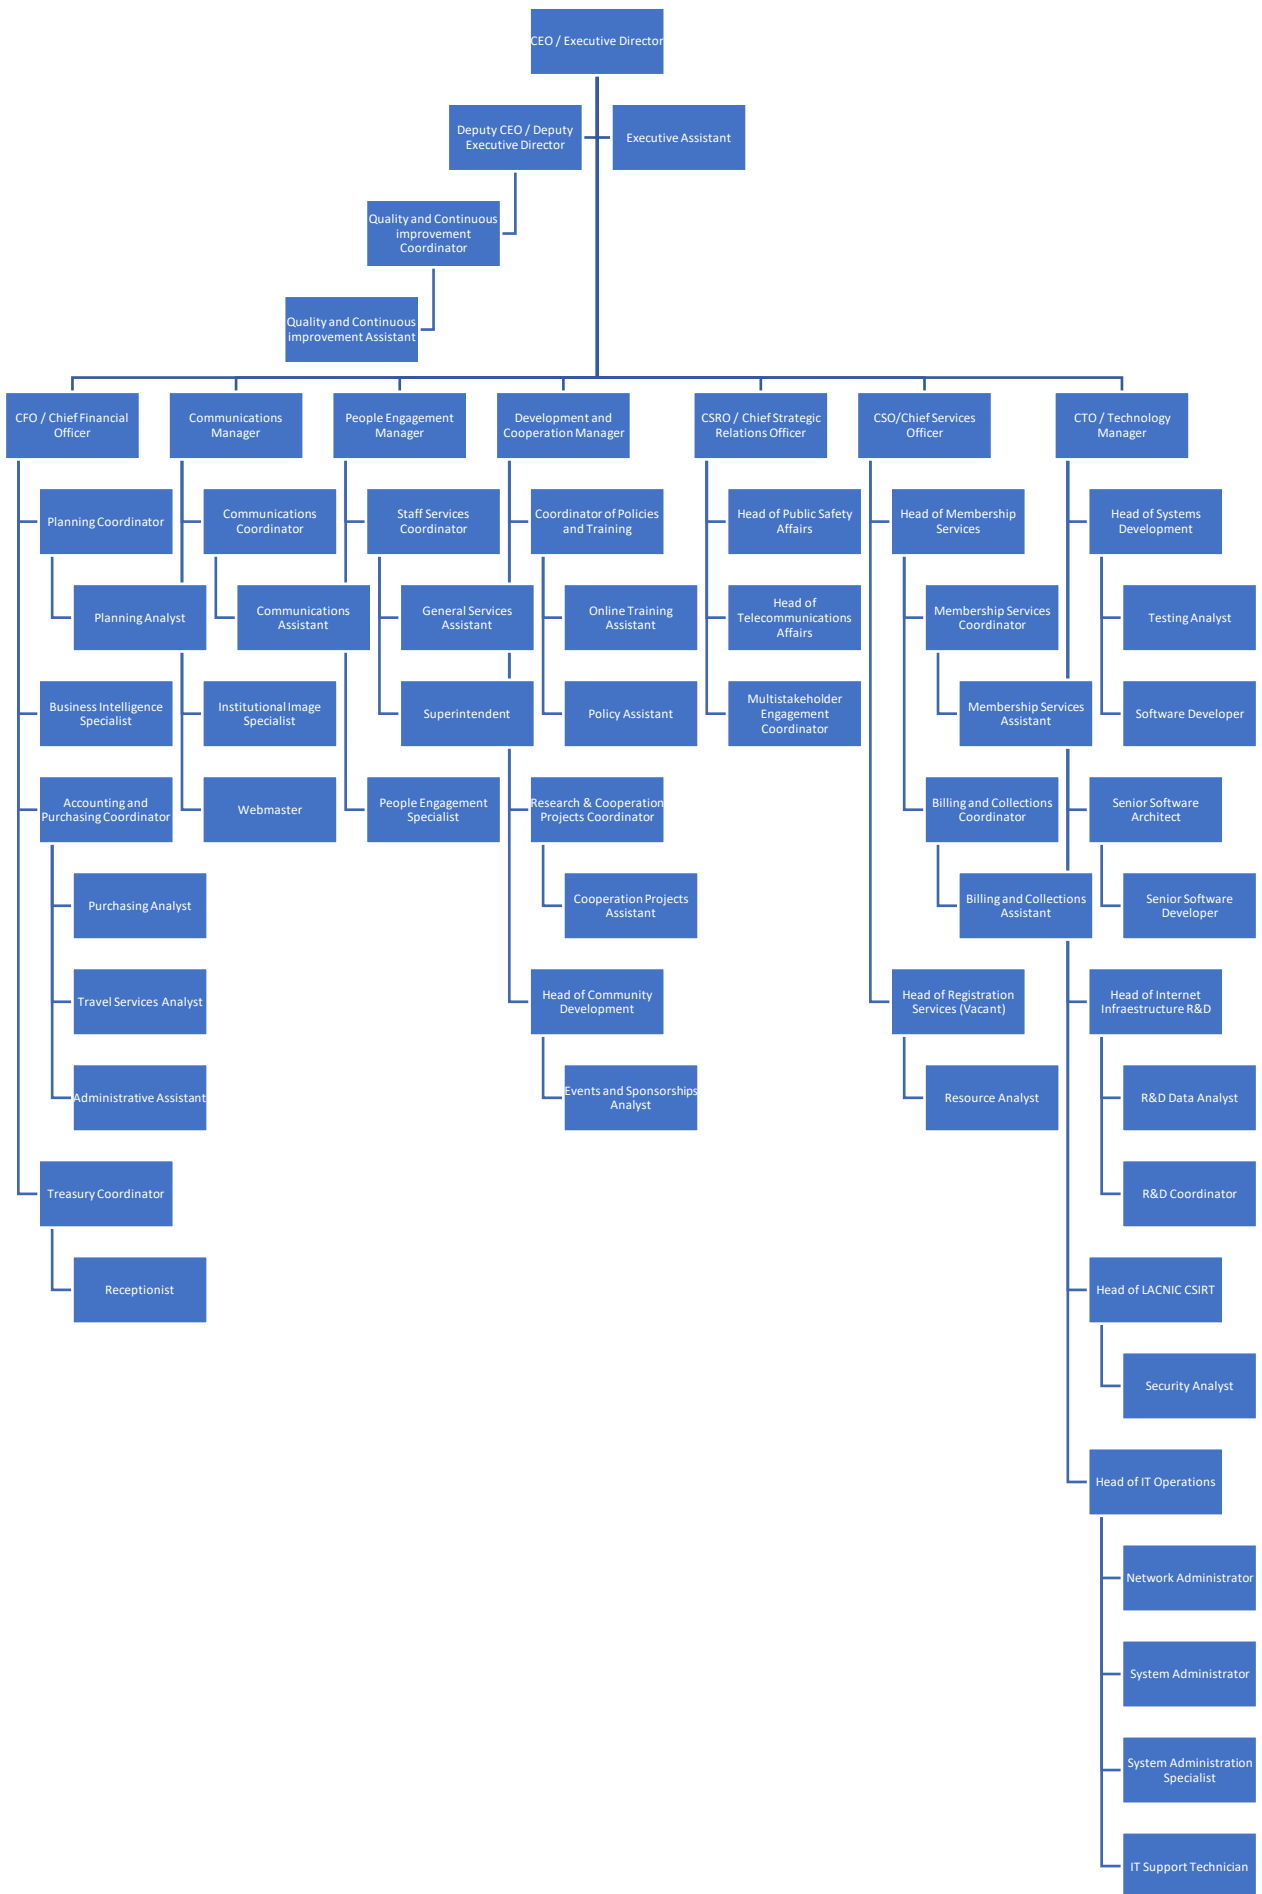 CEO / Executive Director
Deputy CEO / Deputy
Executive Director
Executive Assistant
Quality and Continuous
improvement
Coordinator
Quality and Continuous
improvement Assistant
CFO / Chief Financial
Officer
Planning Coordinator
Planning Analyst
Business Intelligence
Specialist
Accounting and
Purchasing Coordinator
Purchasing Analyst
Travel Services Analyst
Administrative Assistant
Treasury Coordinator
Receptionist
Communications
Manager
Communications
Coordinator
Communications
Assistant
Institutional Image
Specialist
Webmaster
People Engagement
Manager
Staff Services
Coordinator
General Services
Assistant
Superintendent
People Engagement
Specialist
Development and
Cooperation Manager
Coordinator of Policies
and Training
Online Training
Assistant
Policy Assistant
Research & Cooperation
Projects Coordinator
Cooperation Projects
Assistant
Head of Community
Development
Events and Sponsorships
Analyst
CSRO / Chief Strategic
Relations Officer
Head of Public Safety
Affairs
Head of
Telecommunications
Affairs
Multistakeholder
Engagement
Coordinator
CSO/Chief Services
Officer
Head of Membership
Services
Membership Services
Coordinator
Membership Services
Assistant
Billing and Collections
Coordinator
Billing and Collections
Assistant
Head of Registration
Services (Vacant)
Resource Analyst
CTO / Technology
Manager
Head of Systems
Development
Testing Analyst
Software Developer
Senior Software
Architect
Senior Software
Developer
Head of Internet
Infraestructure R&D
R&D Data Analyst
R&D Coordinator
Head of LACNIC CSIRT
Security Analyst
Head of IT Operations
Network Administrator
System Administrator
System Administration
Specialist
IT Support Technician